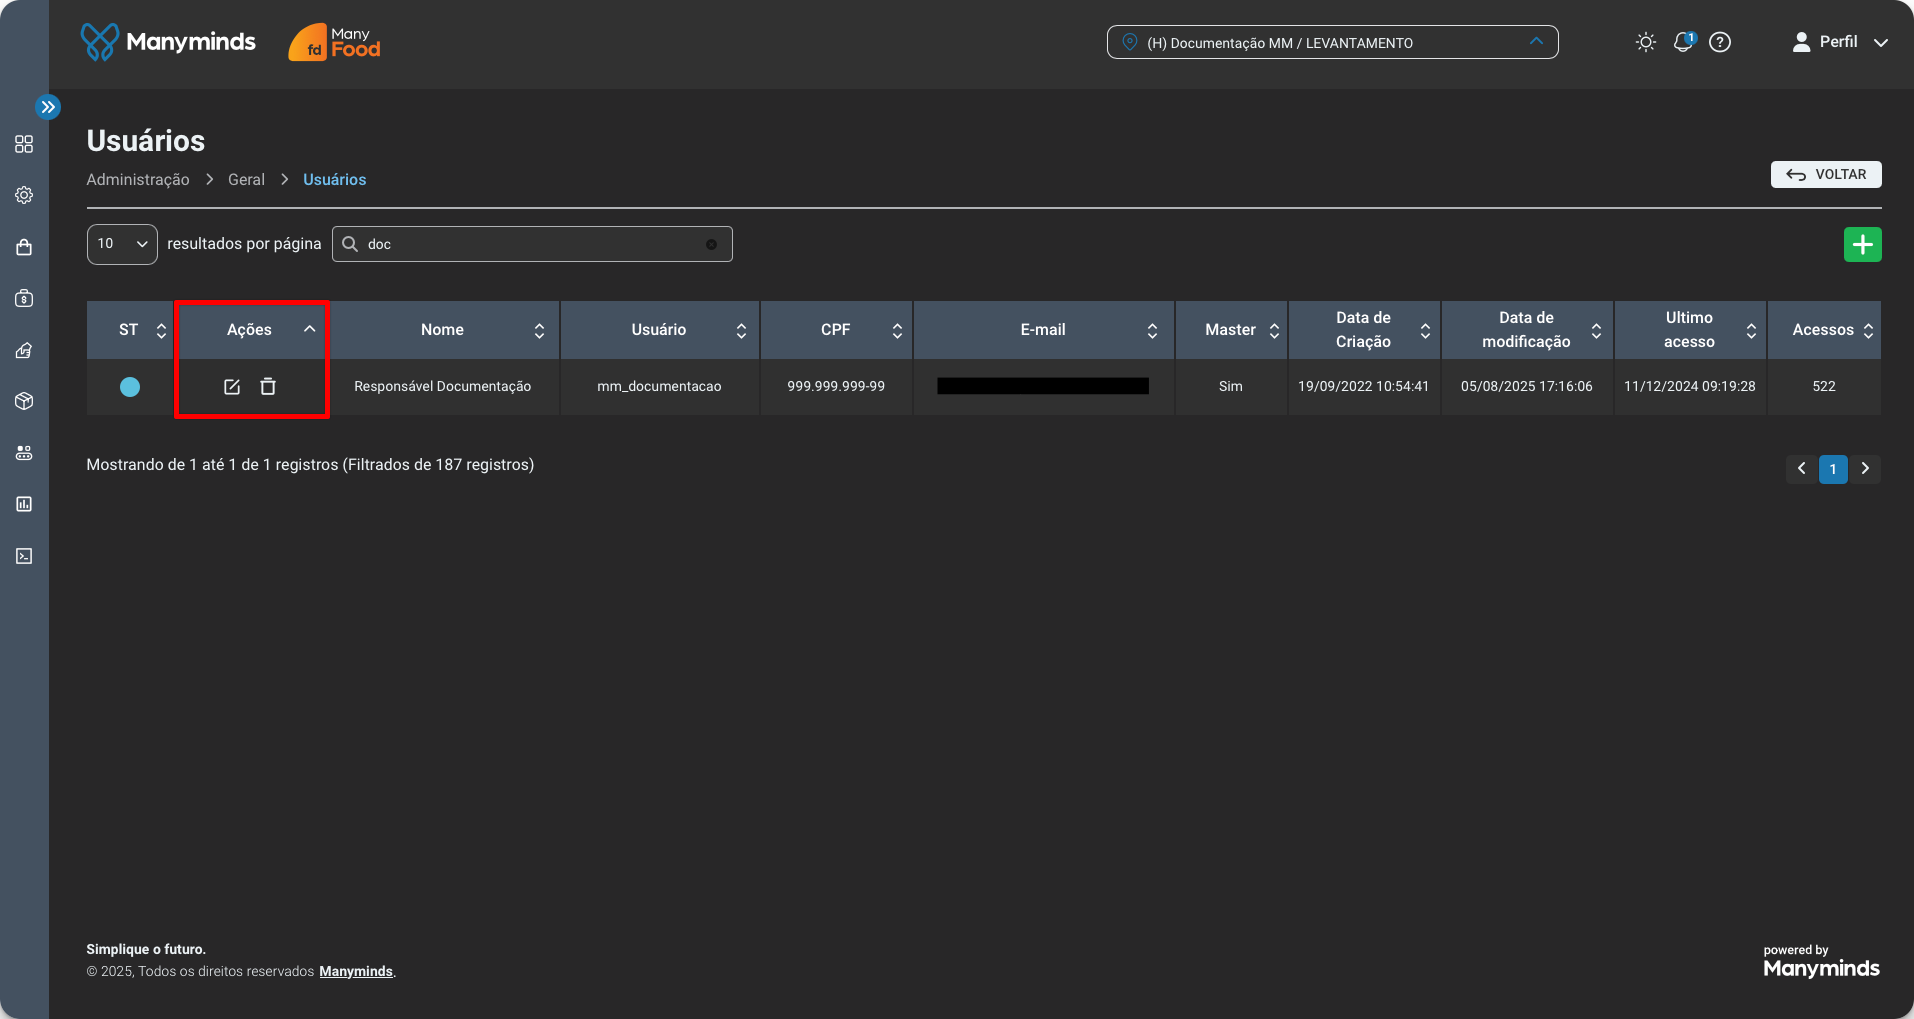 Manyminds
fd Many Food
(H) Documentação MM / LEVANTAMENTO
1
Perfil
Usuários
Administração > Geral > Usuários
VOLTAR
10 resultados por página doc
ST Ações Nome Usuário CPF E-mail Master Data de Criação Data de modificação Ultimo acesso Acessos
Responsável Documentação mm_documentacao 999.999.999-99 Sim 19/09/2022 10:54:41 05/08/2025 17:16:06 11/12/2024 09:19:28 522
Mostrando de 1 até 1 de 1 registros (Filtrados de 187 registros)
1
Simplique o futuro.
© 2025, Todos os direitos reservados Manyminds.
powered by
Manyminds